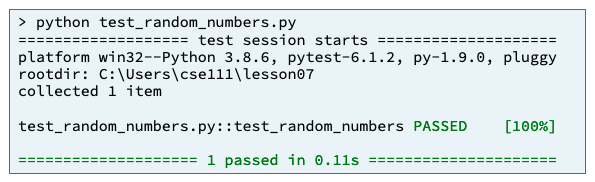 > python test_random_numbers.py
=================== test session starts ====================
platform win32--Python 3.8.6, pytest-6.1.2, py-1.9.0, pluggy
rootdir: C:\Users\cse111\lesson07
collected 1 item
test_random_numbers.py::test_random_numbers PASSED    [100%]
==================== 1 passed in 0.11s =====================